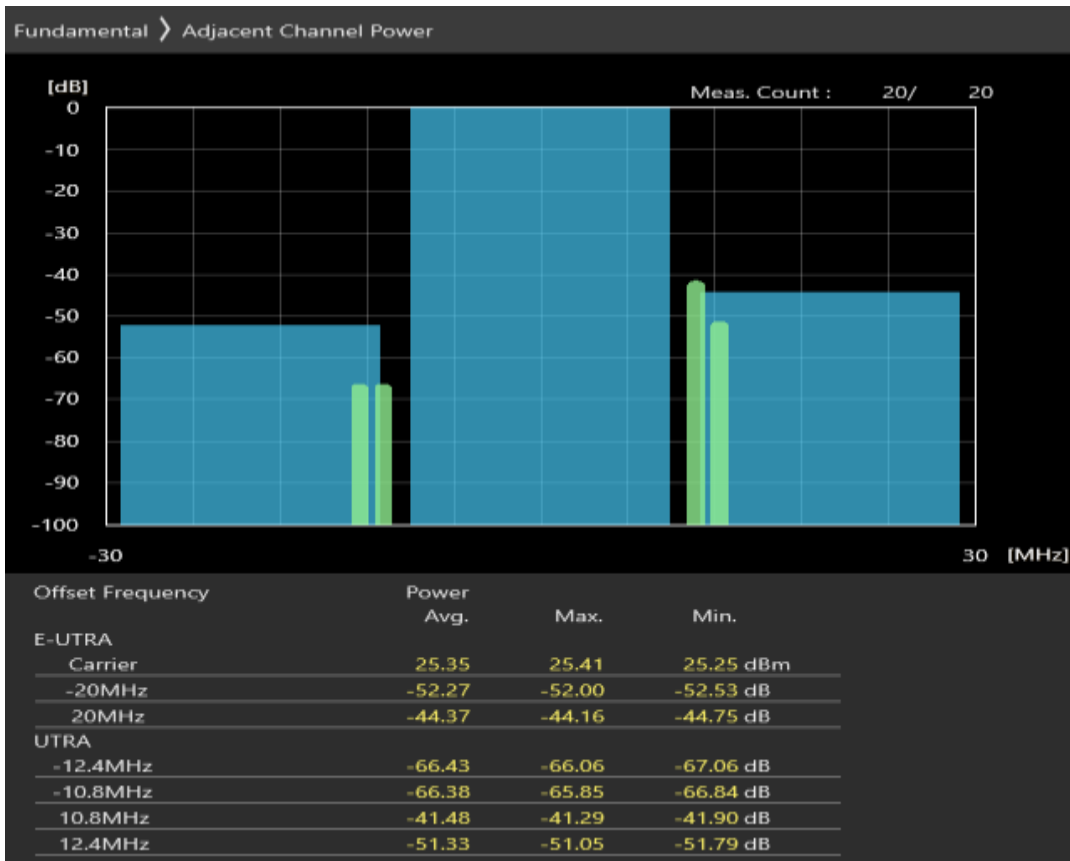 Fundamental 》 Adjacent Channel Power
[dB]
Meas. Count : 20/ 20
0
-10
-20
-30
-40
-50
-60
-70
-80
-90
-100
-30 30 [MHz]
Offset Frequency Power
Avg. Max. Min.
E-UTRA
Carrier 25.35 25.41 25.25 dBm
-20MHz -52.27 -52.00 -52.53 dB
20MHz -44.37 -44.16 -44.75 dB
UTRA
-12.4MHz -66.43 -66.06 -67.06 dB
-10.8MHz -66.38 -65.85 -66.84 dB
10.8MHz -41.48 -41.29 -41.90 dB
12.4MHz -51.33 -51.05 -51.79 dB